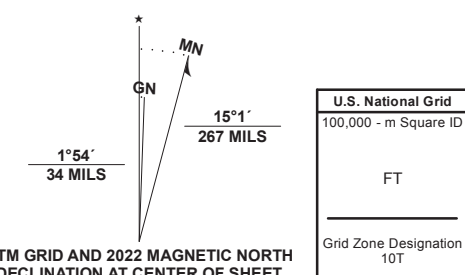 MN
GN
15°1´
267 MILS
1°54´
34 MILS
TM GRID AND 2022 MAGNETIC NORTH
DECLINATION AT CENTER OF SHEET
U.S. National Grid
100,000 - m Square ID
FT
Grid Zone Designation
10T